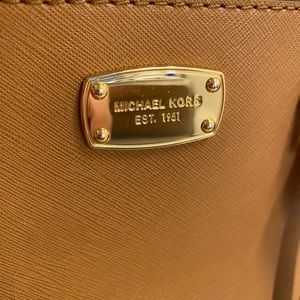 MICHAEL KORS
EST. 1981